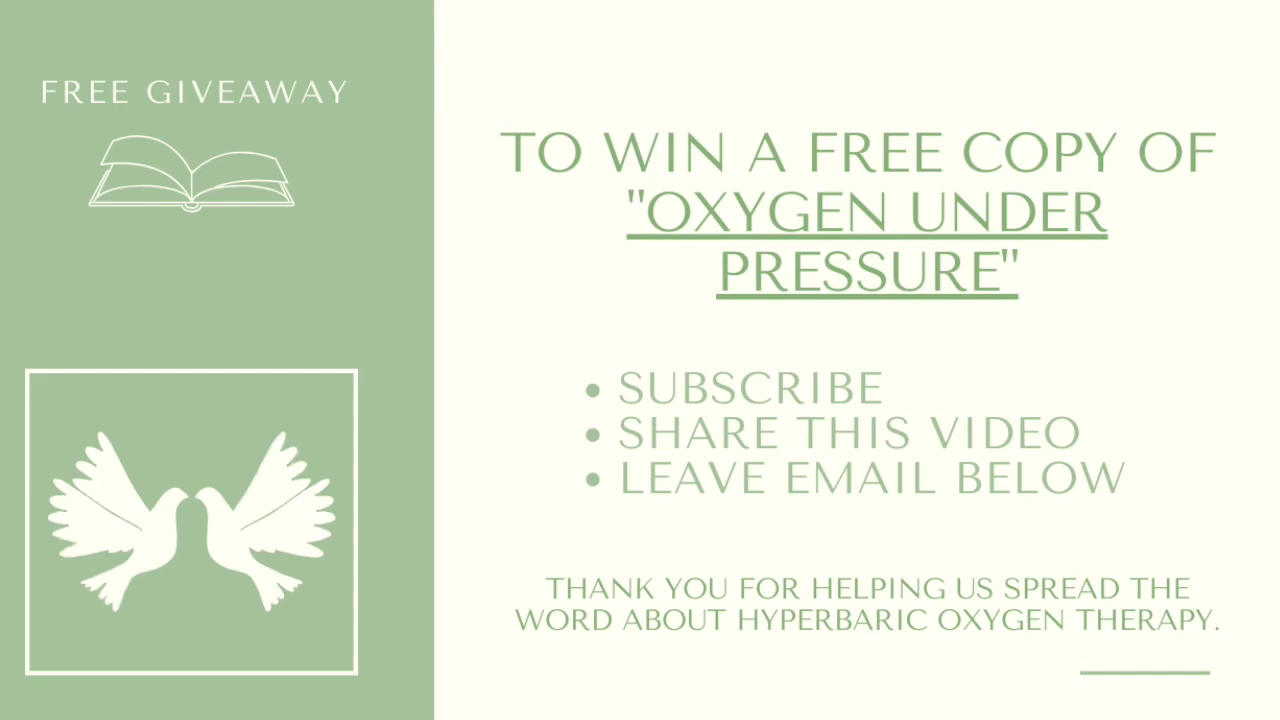 FREE GIVEAWAY
TO WIN A FREE COPY OF
"OXYGEN UNDER
PRESSURE"
• SUBSCRIBE
• SHARE THIS VIDEO
• LEAVE EMAIL BELOW
THANK YOU FOR HELPING US SPREAD THE
WORD ABOUT HYPERBARIC OXYGEN THERAPY.